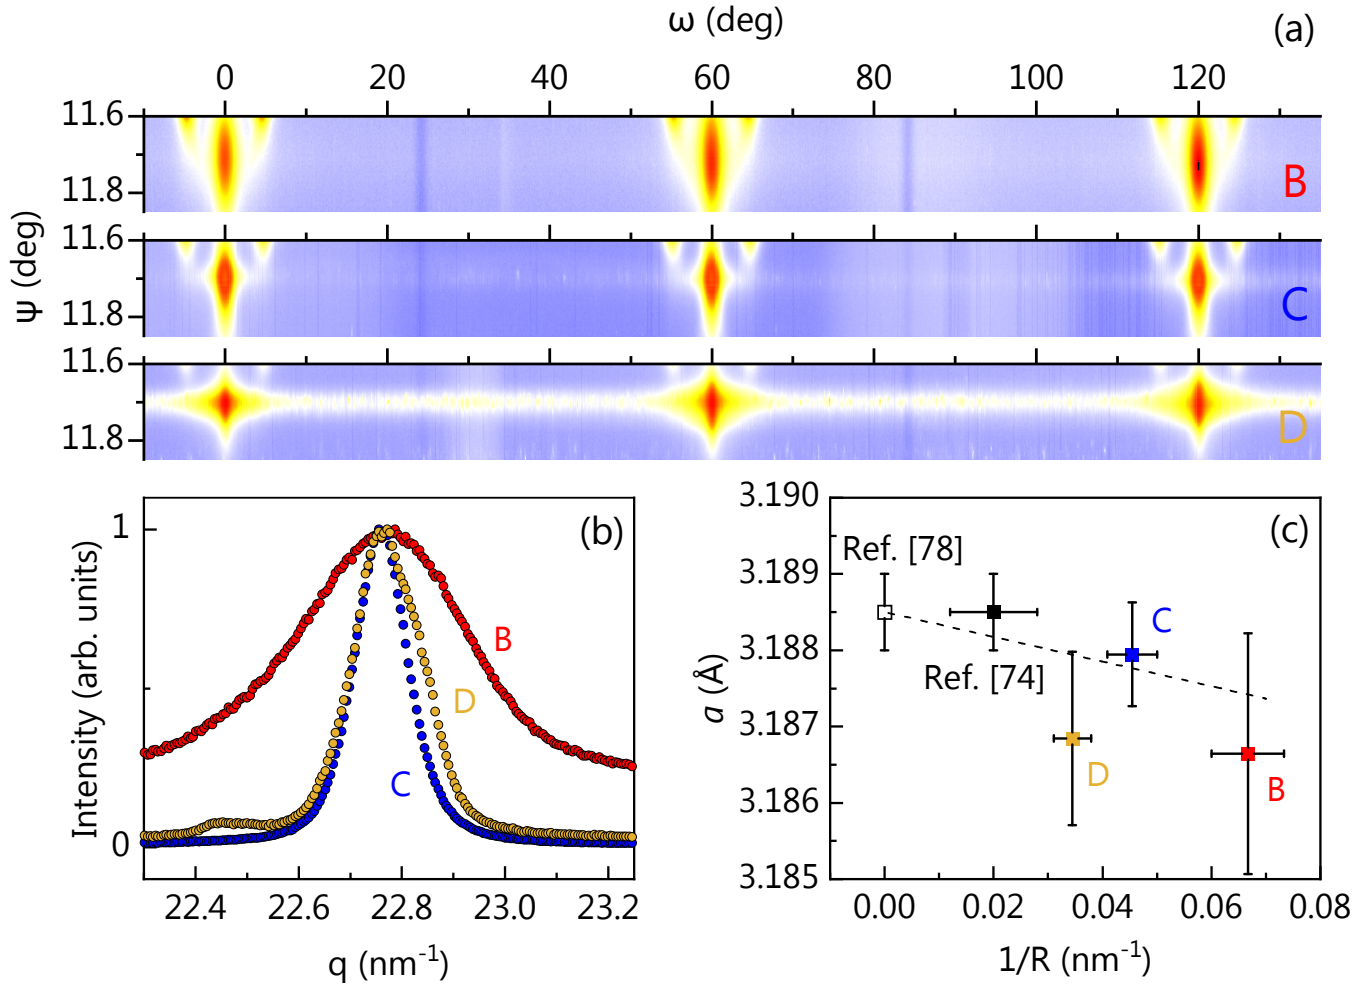 ω (deg)
(a)
0 20 40 60 80 100 120
11.6
11.8
B
11.6
11.8
C
11.6
11.8
D
Ψ (deg)
(b)
1
0
B
D
C
Intensity (arb. units)
22.4 22.6 22.8 23.0 23.2
q (nm⁻¹)
(c)
3.190
3.189
3.188
3.187
3.186
3.185
a (Å)
Ref. [78]
Ref. [74]
C
D
B
0.00 0.02 0.04 0.06 0.08
1/R (nm⁻¹)